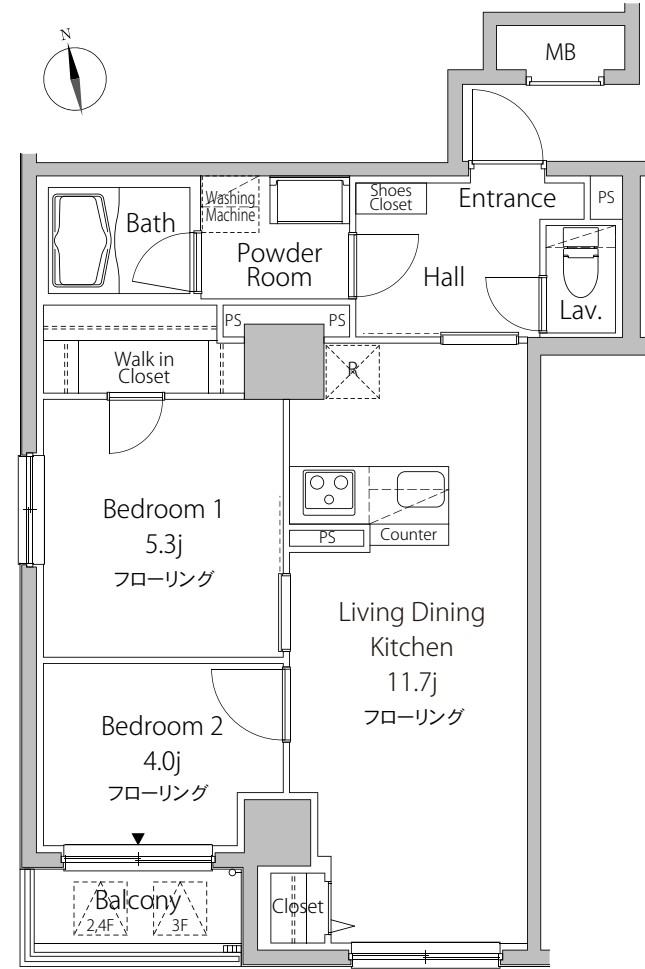 N
MB
Shoes
Closet
Entrance
PS
Washing
Machine
Bath
Powder
Room
Hall
Lav.
PS
PS
Walk in
Closet
R
Bedroom 1
5.3j
フローリング
PS
Counter
Living Dining
Kitchen
11.7j
フローリング
Bedroom 2
4.0j
フローリング
Balcony
2,4F
3F
Closet